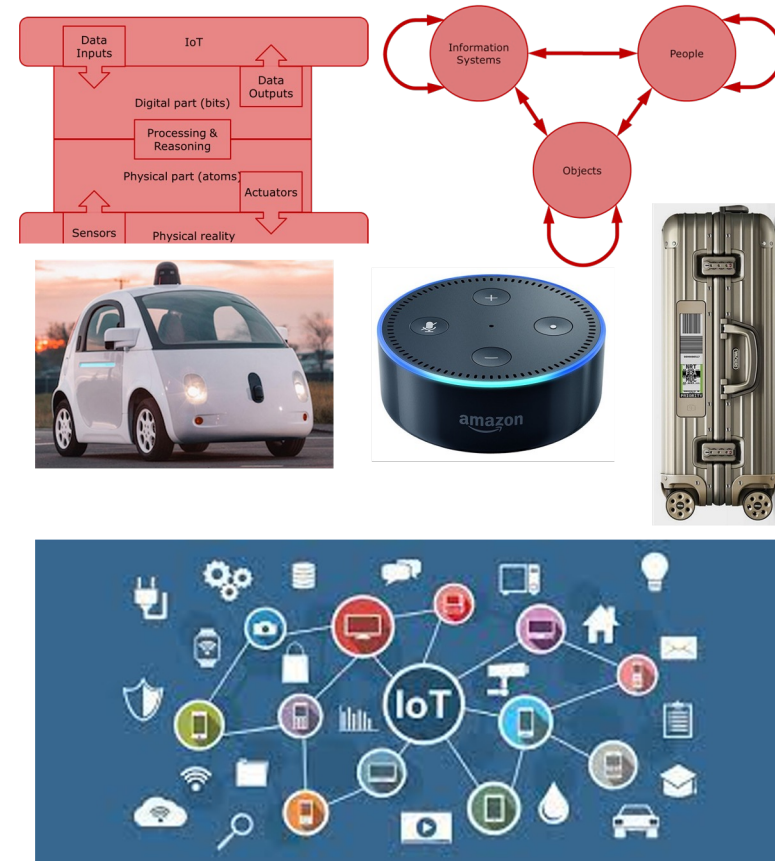 Data
Inputs
IoT
Data
Outputs
Digital part (bits)
Processing &
Reasoning
Physical part (atoms)
Actuators
Sensors
Physical reality
Information
Systems
People
Objects
amazon
PRIORITY
IoT